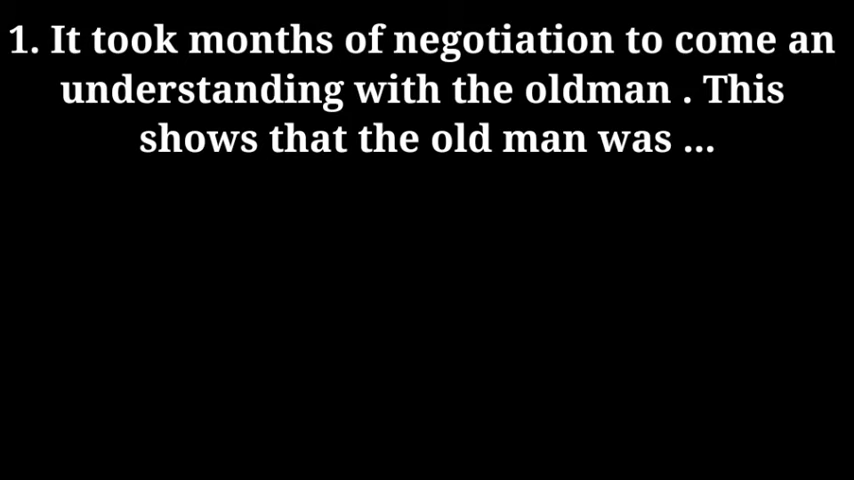 1. It took months of negotiation to come an
understanding with the oldman . This
shows that the old man was ...